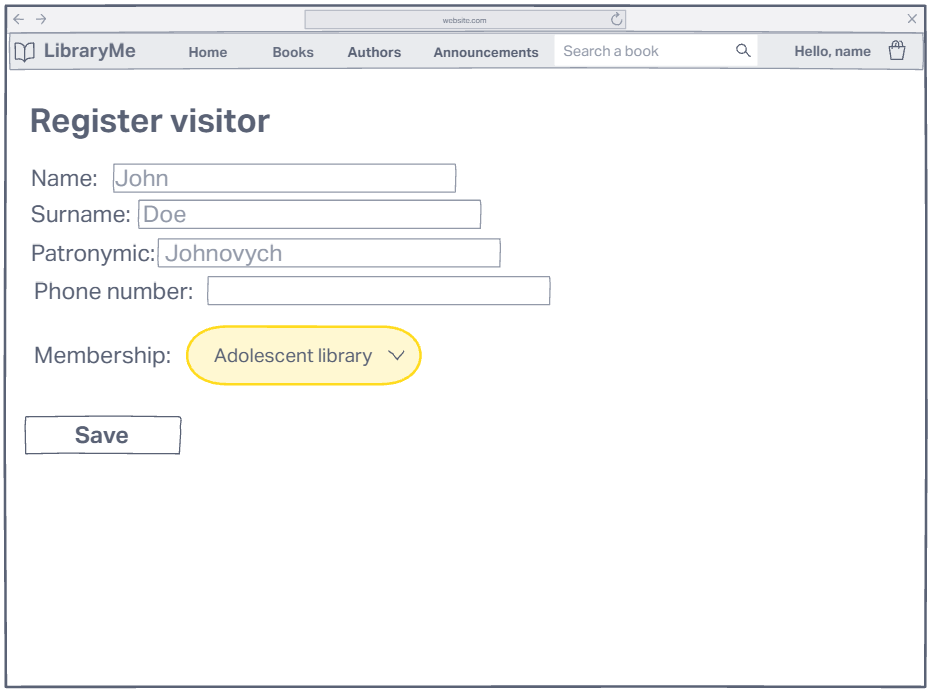 website.com
LibraryMe Home Books Authors Announcements Search a book Hello, name
Register visitor
Name: John
Surname: Doe
Patronymic: Johnovych
Phone number:
Membership: Adolescent library
Save